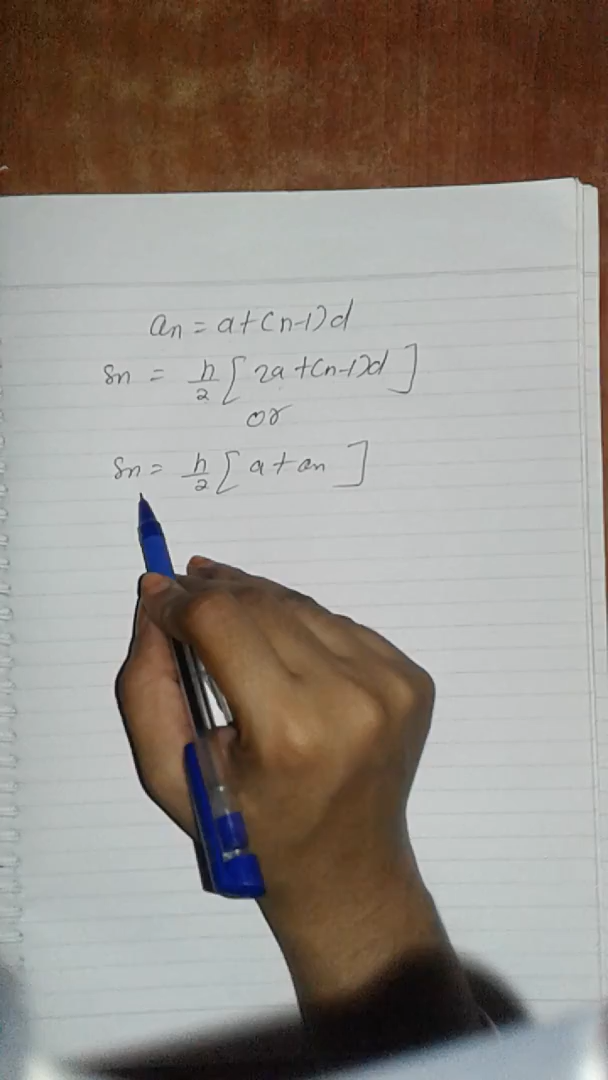 an = a+(n-1)d
Sn = n/2 [ 2a+(n-1)d ]
or
Sn = n/2 [ a + an ]